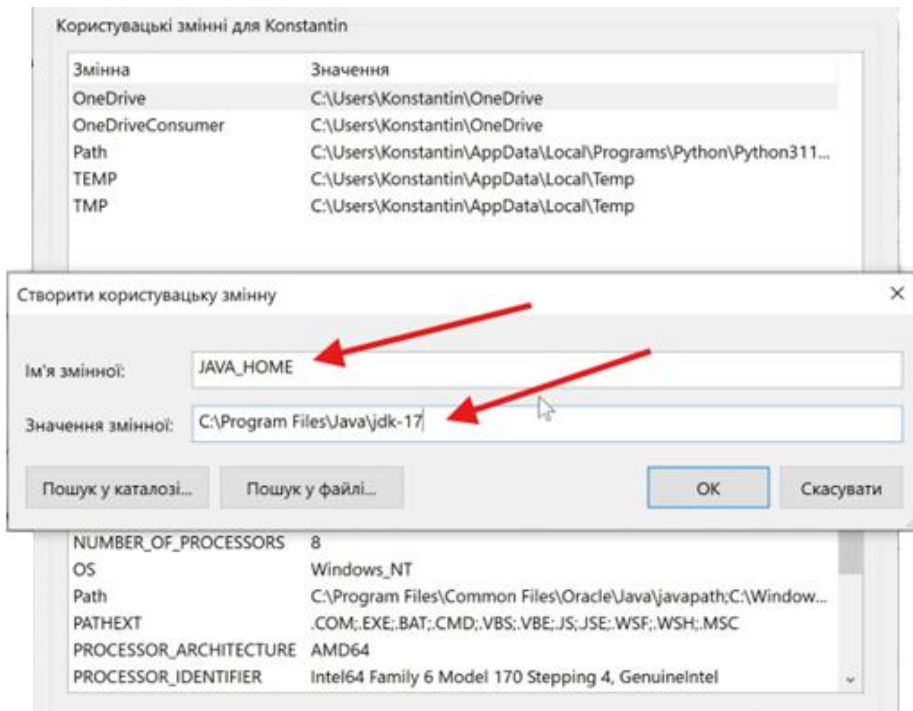 Користувацькі змінні для Konstantin
Змінна Значення
OneDrive C:\Users\Konstantin\OneDrive
OneDriveConsumer C:\Users\Konstantin\OneDrive
Path C:\Users\Konstantin\AppData\Local\Programs\Python\Python311...
TEMP C:\Users\Konstantin\AppData\Local\Temp
TMP C:\Users\Konstantin\AppData\Local\Temp
Створити користувацьку змінну
Ім'я змінної: JAVA_HOME
Значення змінної: C:\Program Files\Java\jdk-17
Пошук у каталозі... Пошук у файлі... ОК Скасувати
NUMBER_OF_PROCESSORS 8
OS Windows_NT
Path C:\Program Files\Common Files\Oracle\Java\javapath;C:\Window...
PATHEXT .COM;.EXE;.BAT;.CMD;.VBS;.VBE;.JS;.JSE;.WSF;.WSH;.MSC
PROCESSOR_ARCHITECTURE AMD64
PROCESSOR_IDENTIFIER Intel64 Family 6 Model 170 Stepping 4, GenuineIntel